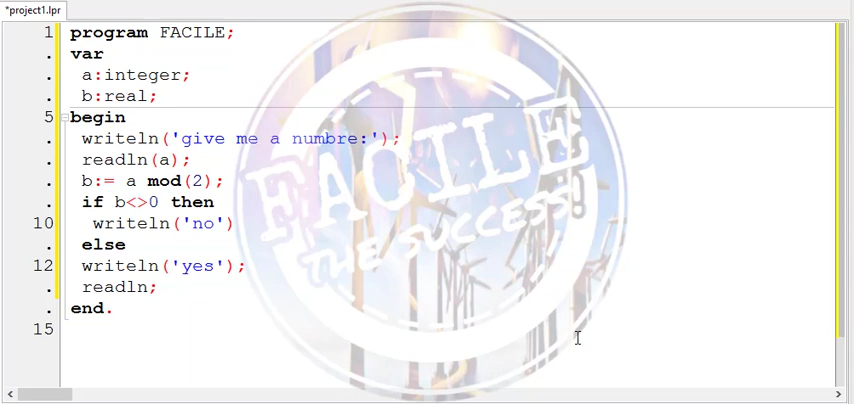 *project1.lpr
1 program FACILE;
. var
. a:integer;
. b:real;
5 begin
. writeln('give me a numbre:');
. readln(a);
. b:= a mod(2);
. if b<>0 then
10 writeln('no')
. else
12 writeln('yes');
. readln;
. end.
15
FACILE
THE SUCCESS!